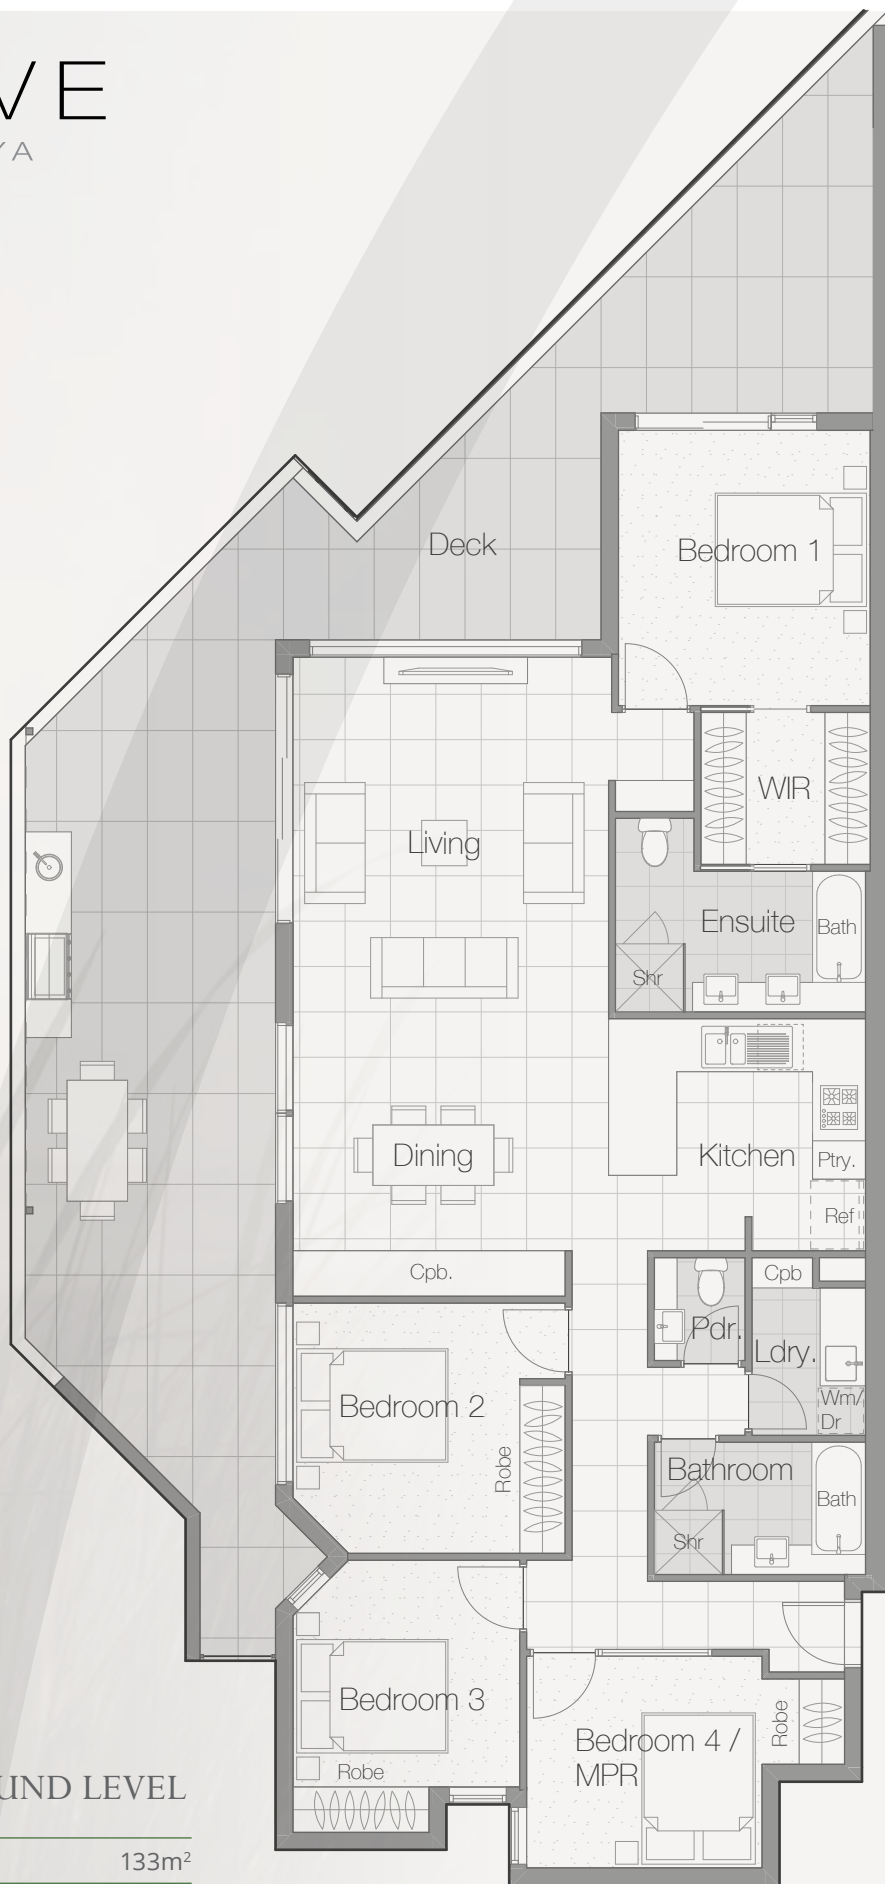 VE
YA
Deck
Bedroom 1
WIR
Living
Ensuite
Bath
Shr
Dining
Kitchen
Ptry.
Ref
Cpb.
Cpb
Pdr.
Ldry.
Wm/
Dr
Bedroom 2
Robe
Bathroom
Bath
Shr
Bedroom 3
Robe
Bedroom 4 /
MPR
Robe
UND LEVEL
133m²